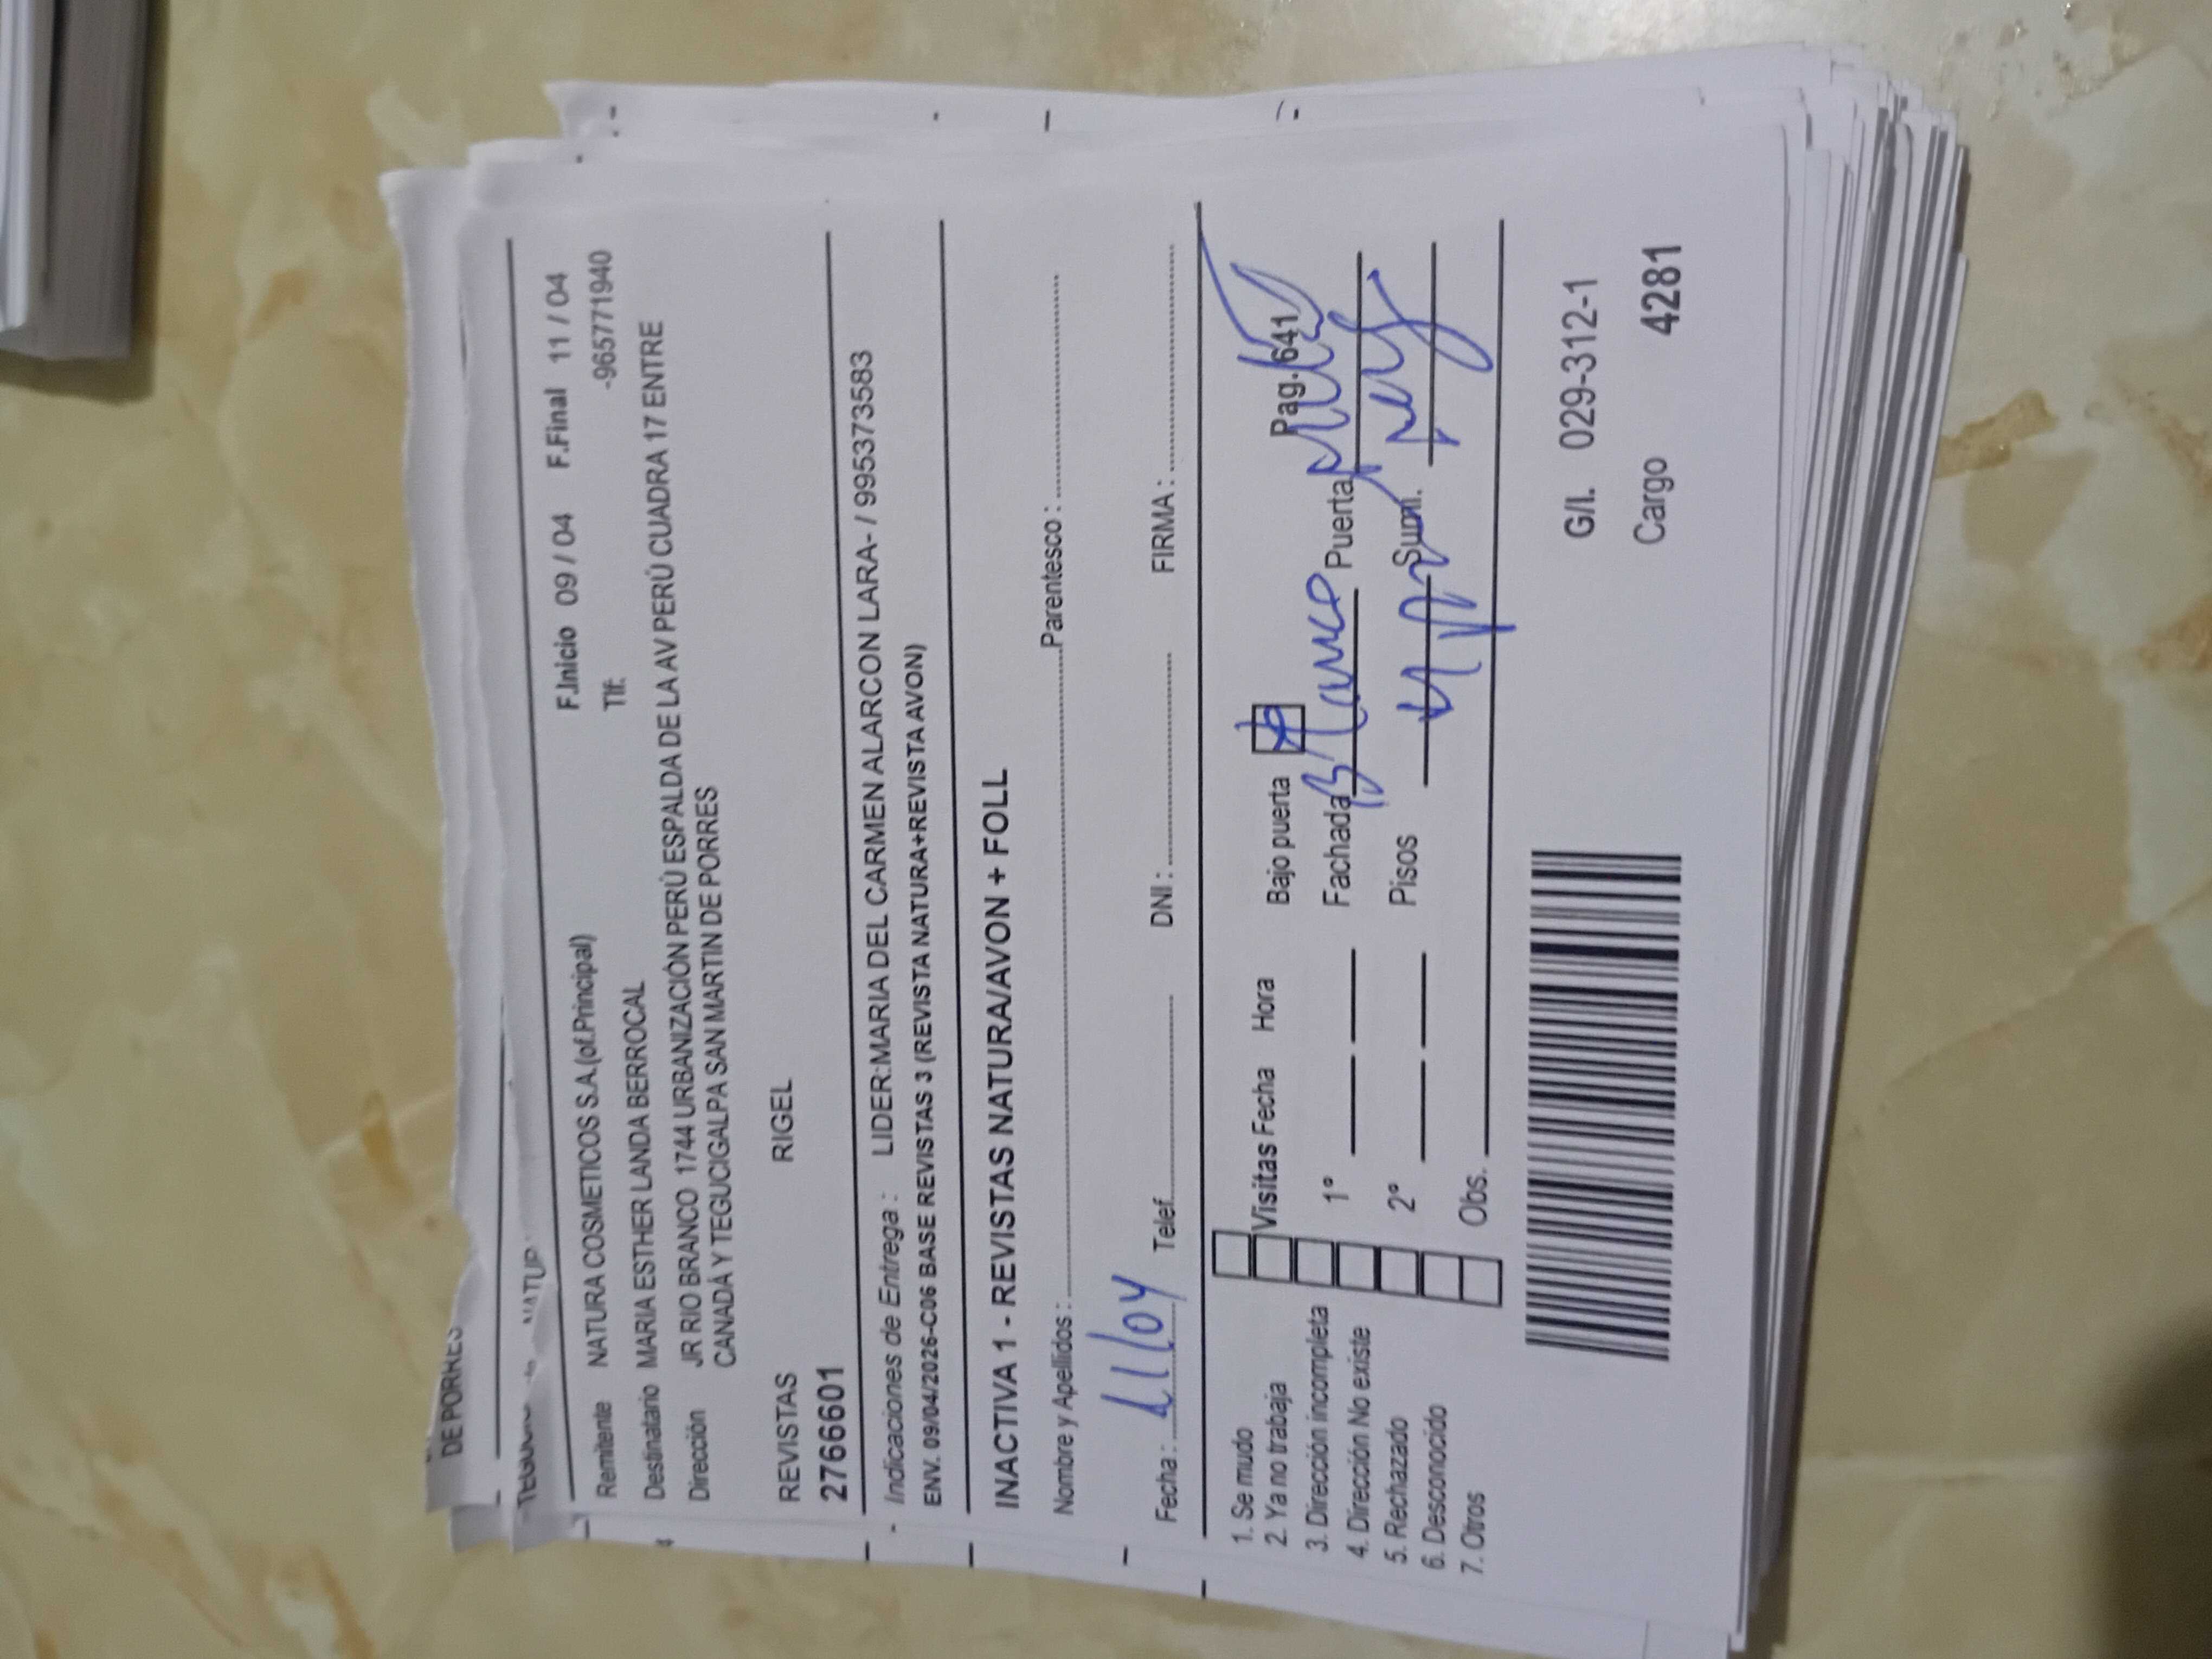 DE PORRES
F.Inicio 09 / 04 F.Final 11 / 04
Remitente NATURA COSMETICOS S.A.(of.Principal) Tlf: -965771940
Destinatario MARIA ESTHER LANDA BERROCAL
Dirección JR RIO BRANCO 1744 URBANIZACIÓN PERÚ ESPALDA DE LA AV PERÚ CUADRA 17 ENTRE
CANADÁ Y TEGUCIGALPA SAN MARTIN DE PORRES
REVISTAS RIGEL
27666601
- Indicaciones de Entrega : LIDER:MARIA DEL CARMEN ALARCON LARA- / 995373583
ENV. 09/04/2026-C06 BASE REVISTAS 3 (REVISTA NATURA+REVISTA AVON)
INACTIVA 1 - REVISTAS NATURA/AVON + FOLL
Nombre y Apellidos : Parentesco :
Fecha : 11/04 Telef. DNI : FIRMA :
1. Se mudo
2. Ya no trabaja
3. Dirección incompleta
4. Dirección No existe
5. Rechazado
6. Desconocido
7. Otros
Visitas Fecha Hora Bajo puerta Pag. 641
1º Fachada Blanco Puerta
2º Pisos Sumi.
Obs.
G/I. 029-312-1
Cargo 4281